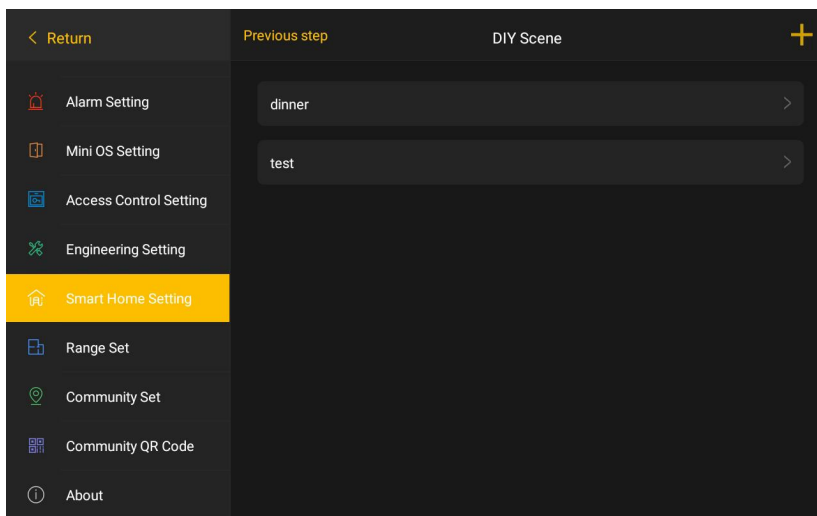 Return
Previous step
DIY Scene
Alarm Setting
Mini OS Setting
Access Control Setting
Engineering Setting
Smart Home Setting
Range Set
Community Set
Community QR Code
About
dinner
test